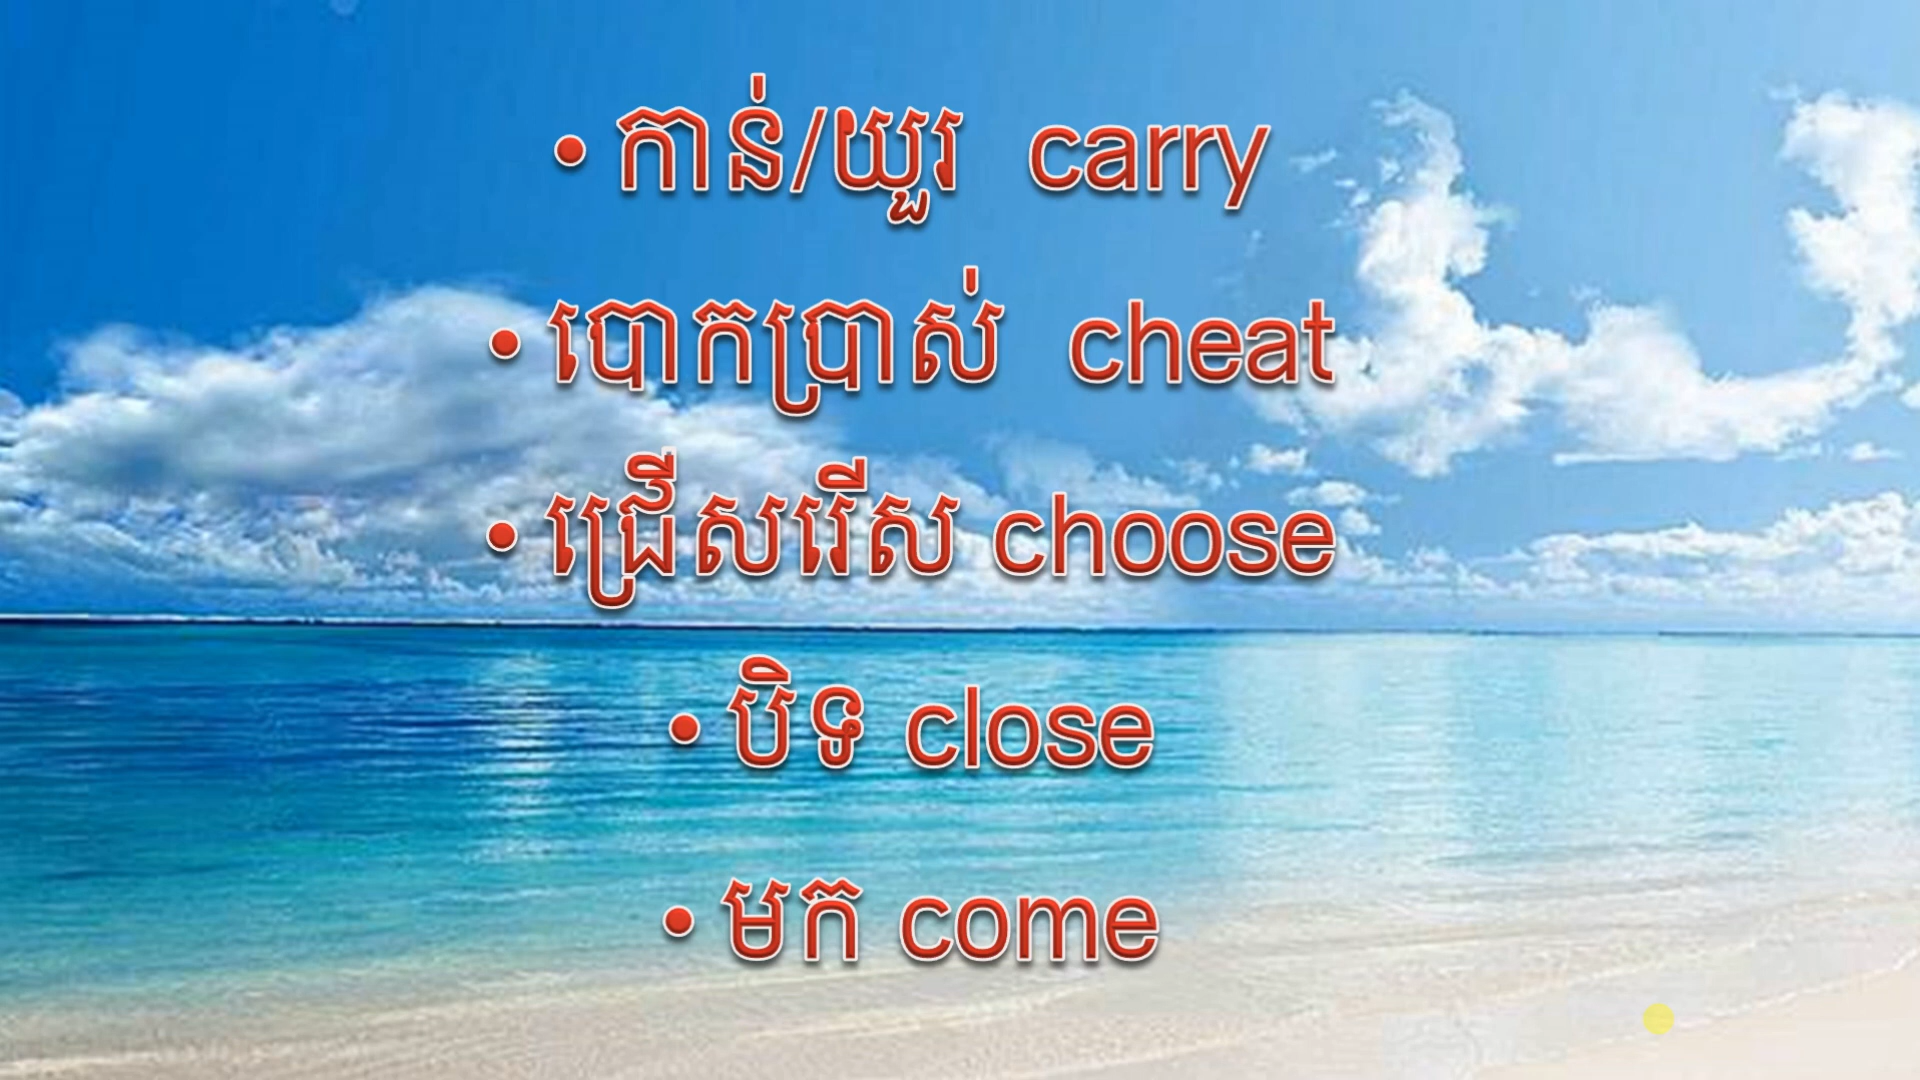 • កាន់/យួរ carry
• បោកប្រាស់ cheat
• ជ្រើសរើស choose
• បិទ close
• មក come